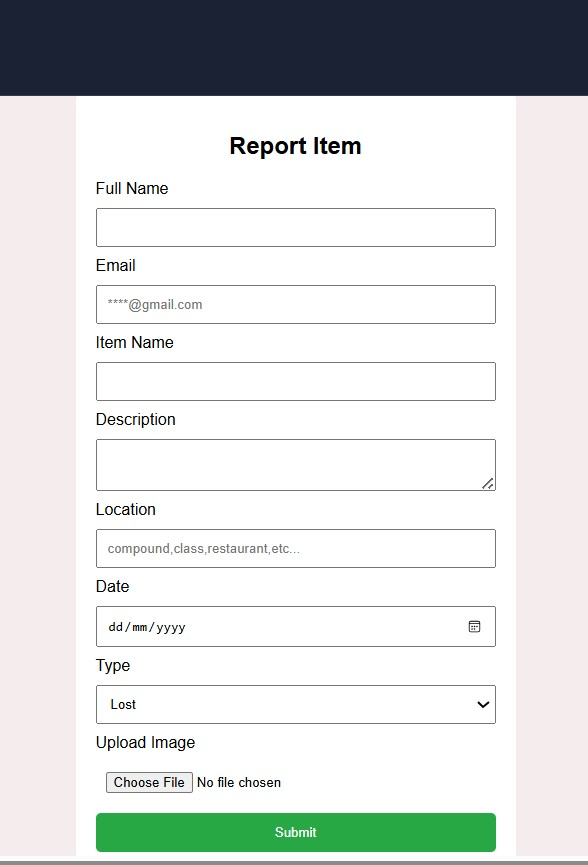 Report Item
Full Name
Email
****@gmail.com
Item Name
Description
Location
compound,class,restaurant,etc...
Date
dd/mm/yyyy
Type
Lost
Upload Image
Choose File No file chosen
Submit